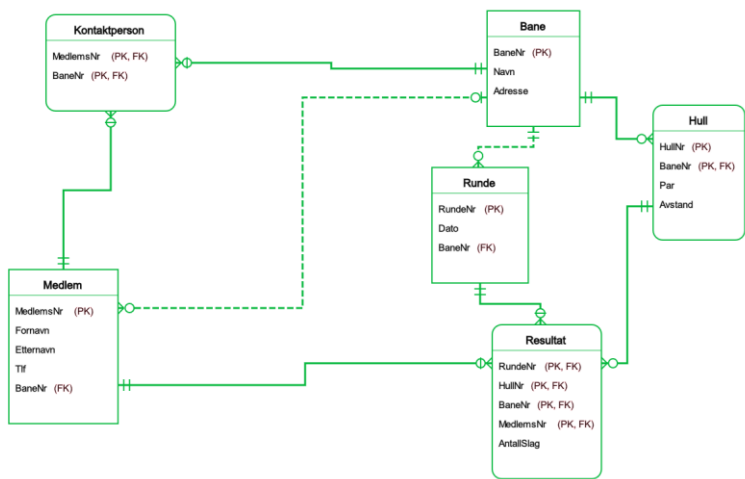 Kontaktperson
MedlemsNr (PK, FK)
BaneNr (PK, FK)
Bane
BaneNr (PK)
Navn
Adresse
Hull
HullNr (PK)
BaneNr (PK, FK)
Par
Avstand
Runde
RundeNr (PK)
Dato
BaneNr (FK)
Medlem
MedlemsNr (PK)
Fornavn
Etternavn
Tlf
BaneNr (FK)
Resultat
RundeNr (PK, FK)
HullNr (PK, FK)
BaneNr (PK, FK)
MedlemsNr (PK, FK)
AntallSlag